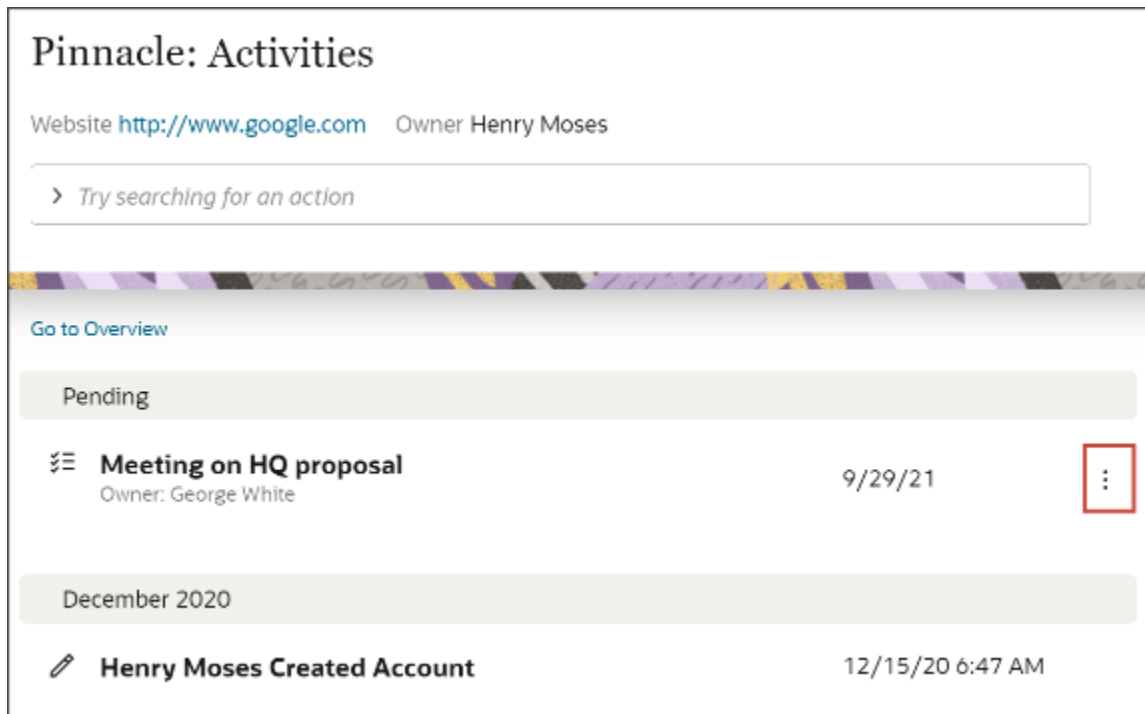 Pinnacle: Activities
Website http://www.google.com Owner Henry Moses
Try searching for an action
Go to Overview
Pending
Meeting on HQ proposal 9/29/21
Owner: George White
December 2020
Henry Moses Created Account 12/15/20 6:47 AM